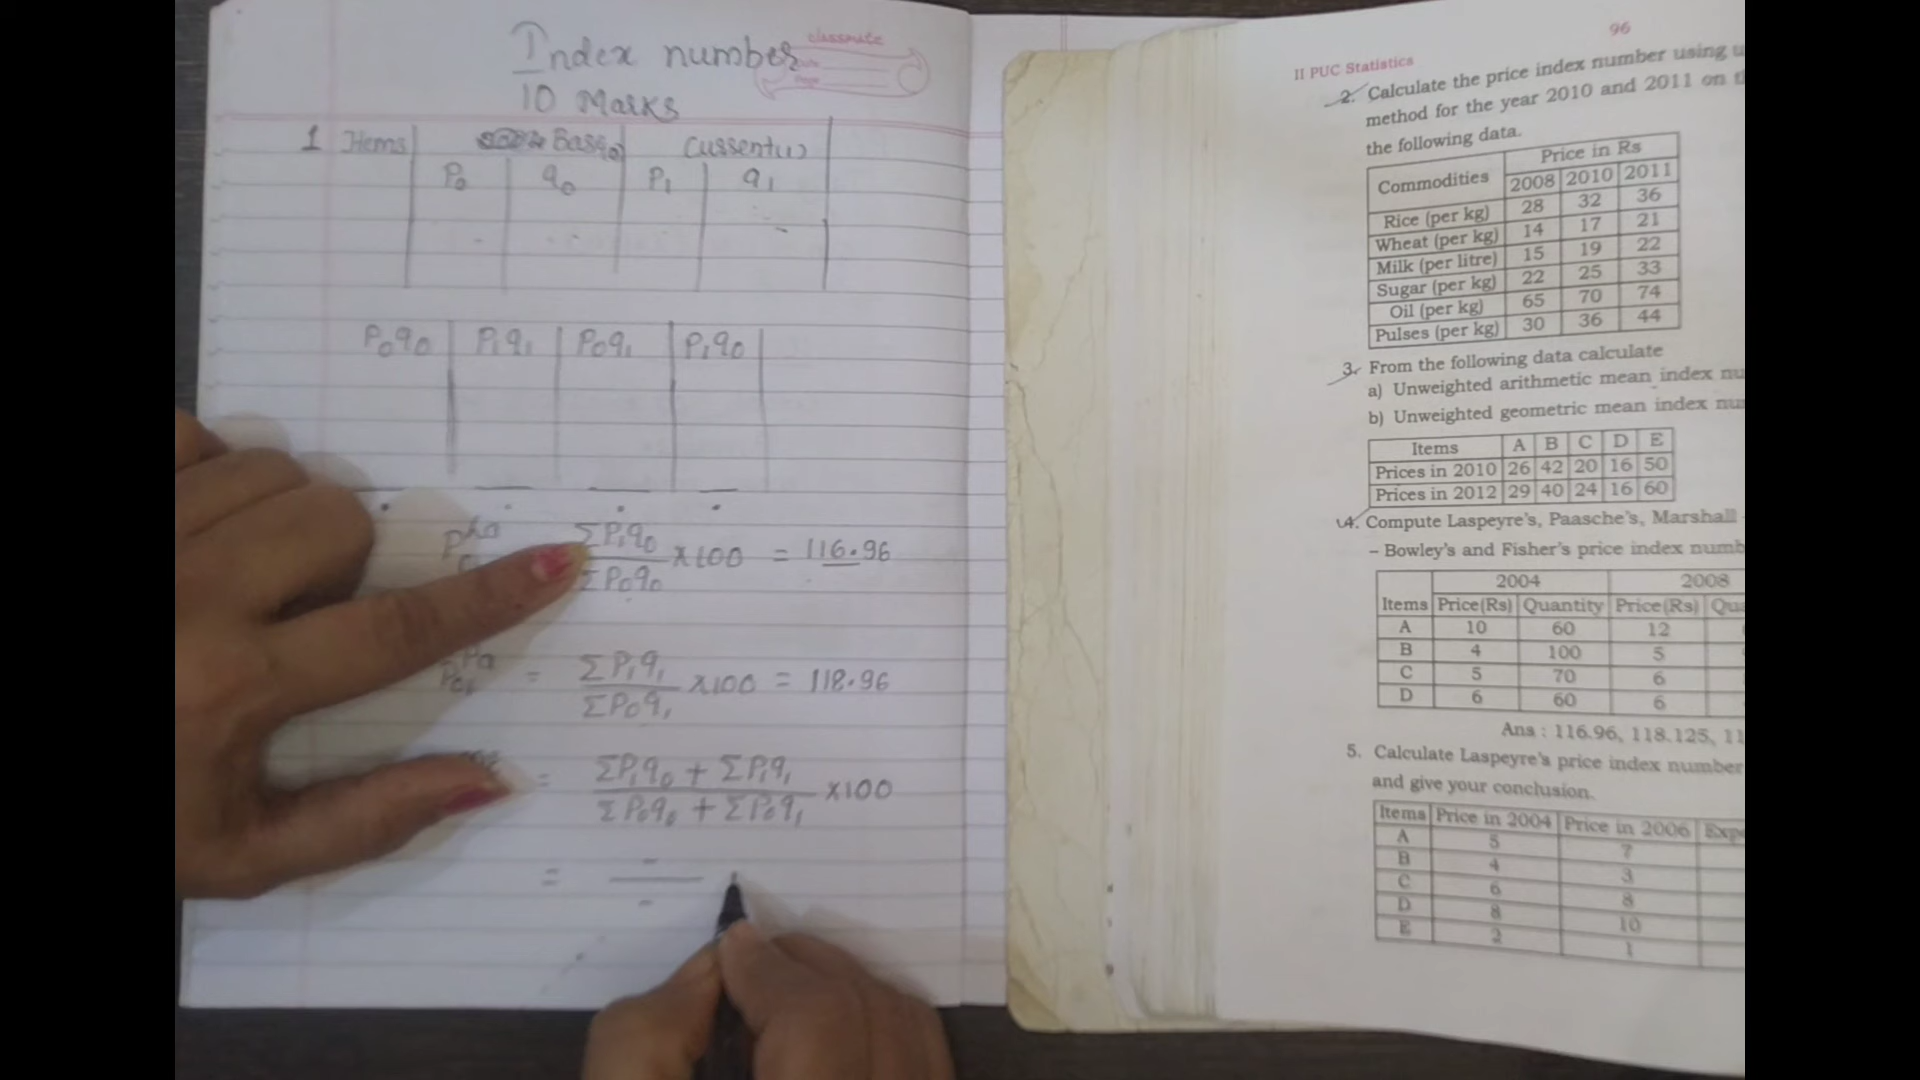 classmate
Index number
10 Marks
1 Items Base0 Current(1)
P0 q0 P1 q1
P0q0 P1q1 P0q1 P1q0
ΣP1q0
ΣP0q0 ×100 = 116.96
P01 Pa = ΣP1q1
ΣP0q1 ×100 = 118.96
= ΣP1q0 + ΣP1q1
ΣP0q0 + ΣP0q1 ×100
=
96
II PUC Statistics
2. Calculate the price index number using
method for the year 2010 and 2011 on
the following data.
Commodities Price in Rs
2008 2010 2011
Rice (per kg) 28 32 36
Wheat (per kg) 14 17 21
Milk (per litre) 15 19 22
Sugar (per kg) 22 25 33
Oil (per kg) 65 70 74
Pulses (per kg) 30 36 44
3. From the following data calculate
a) Unweighted arithmetic mean index
b) Unweighted geometric mean index
Items A B C D E
Prices in 2010 26 42 20 16 50
Prices in 2012 29 40 24 16 60
4. Compute Laspeyre's, Paasche's, Marshall
– Bowley's and Fisher's price index
2004 2008
Items Price(Rs) Quantity Price(Rs)
A 10 60 12
B 4 100 5
C 5 70 6
D 6 60 6
Ans : 116.96, 118.125,
5. Calculate Laspeyre's price index number
and give your conclusion.
Items Price in 2004 Price in 2006
A 5 7
B 4 3
C 6 8
D 8 10
E 2 1